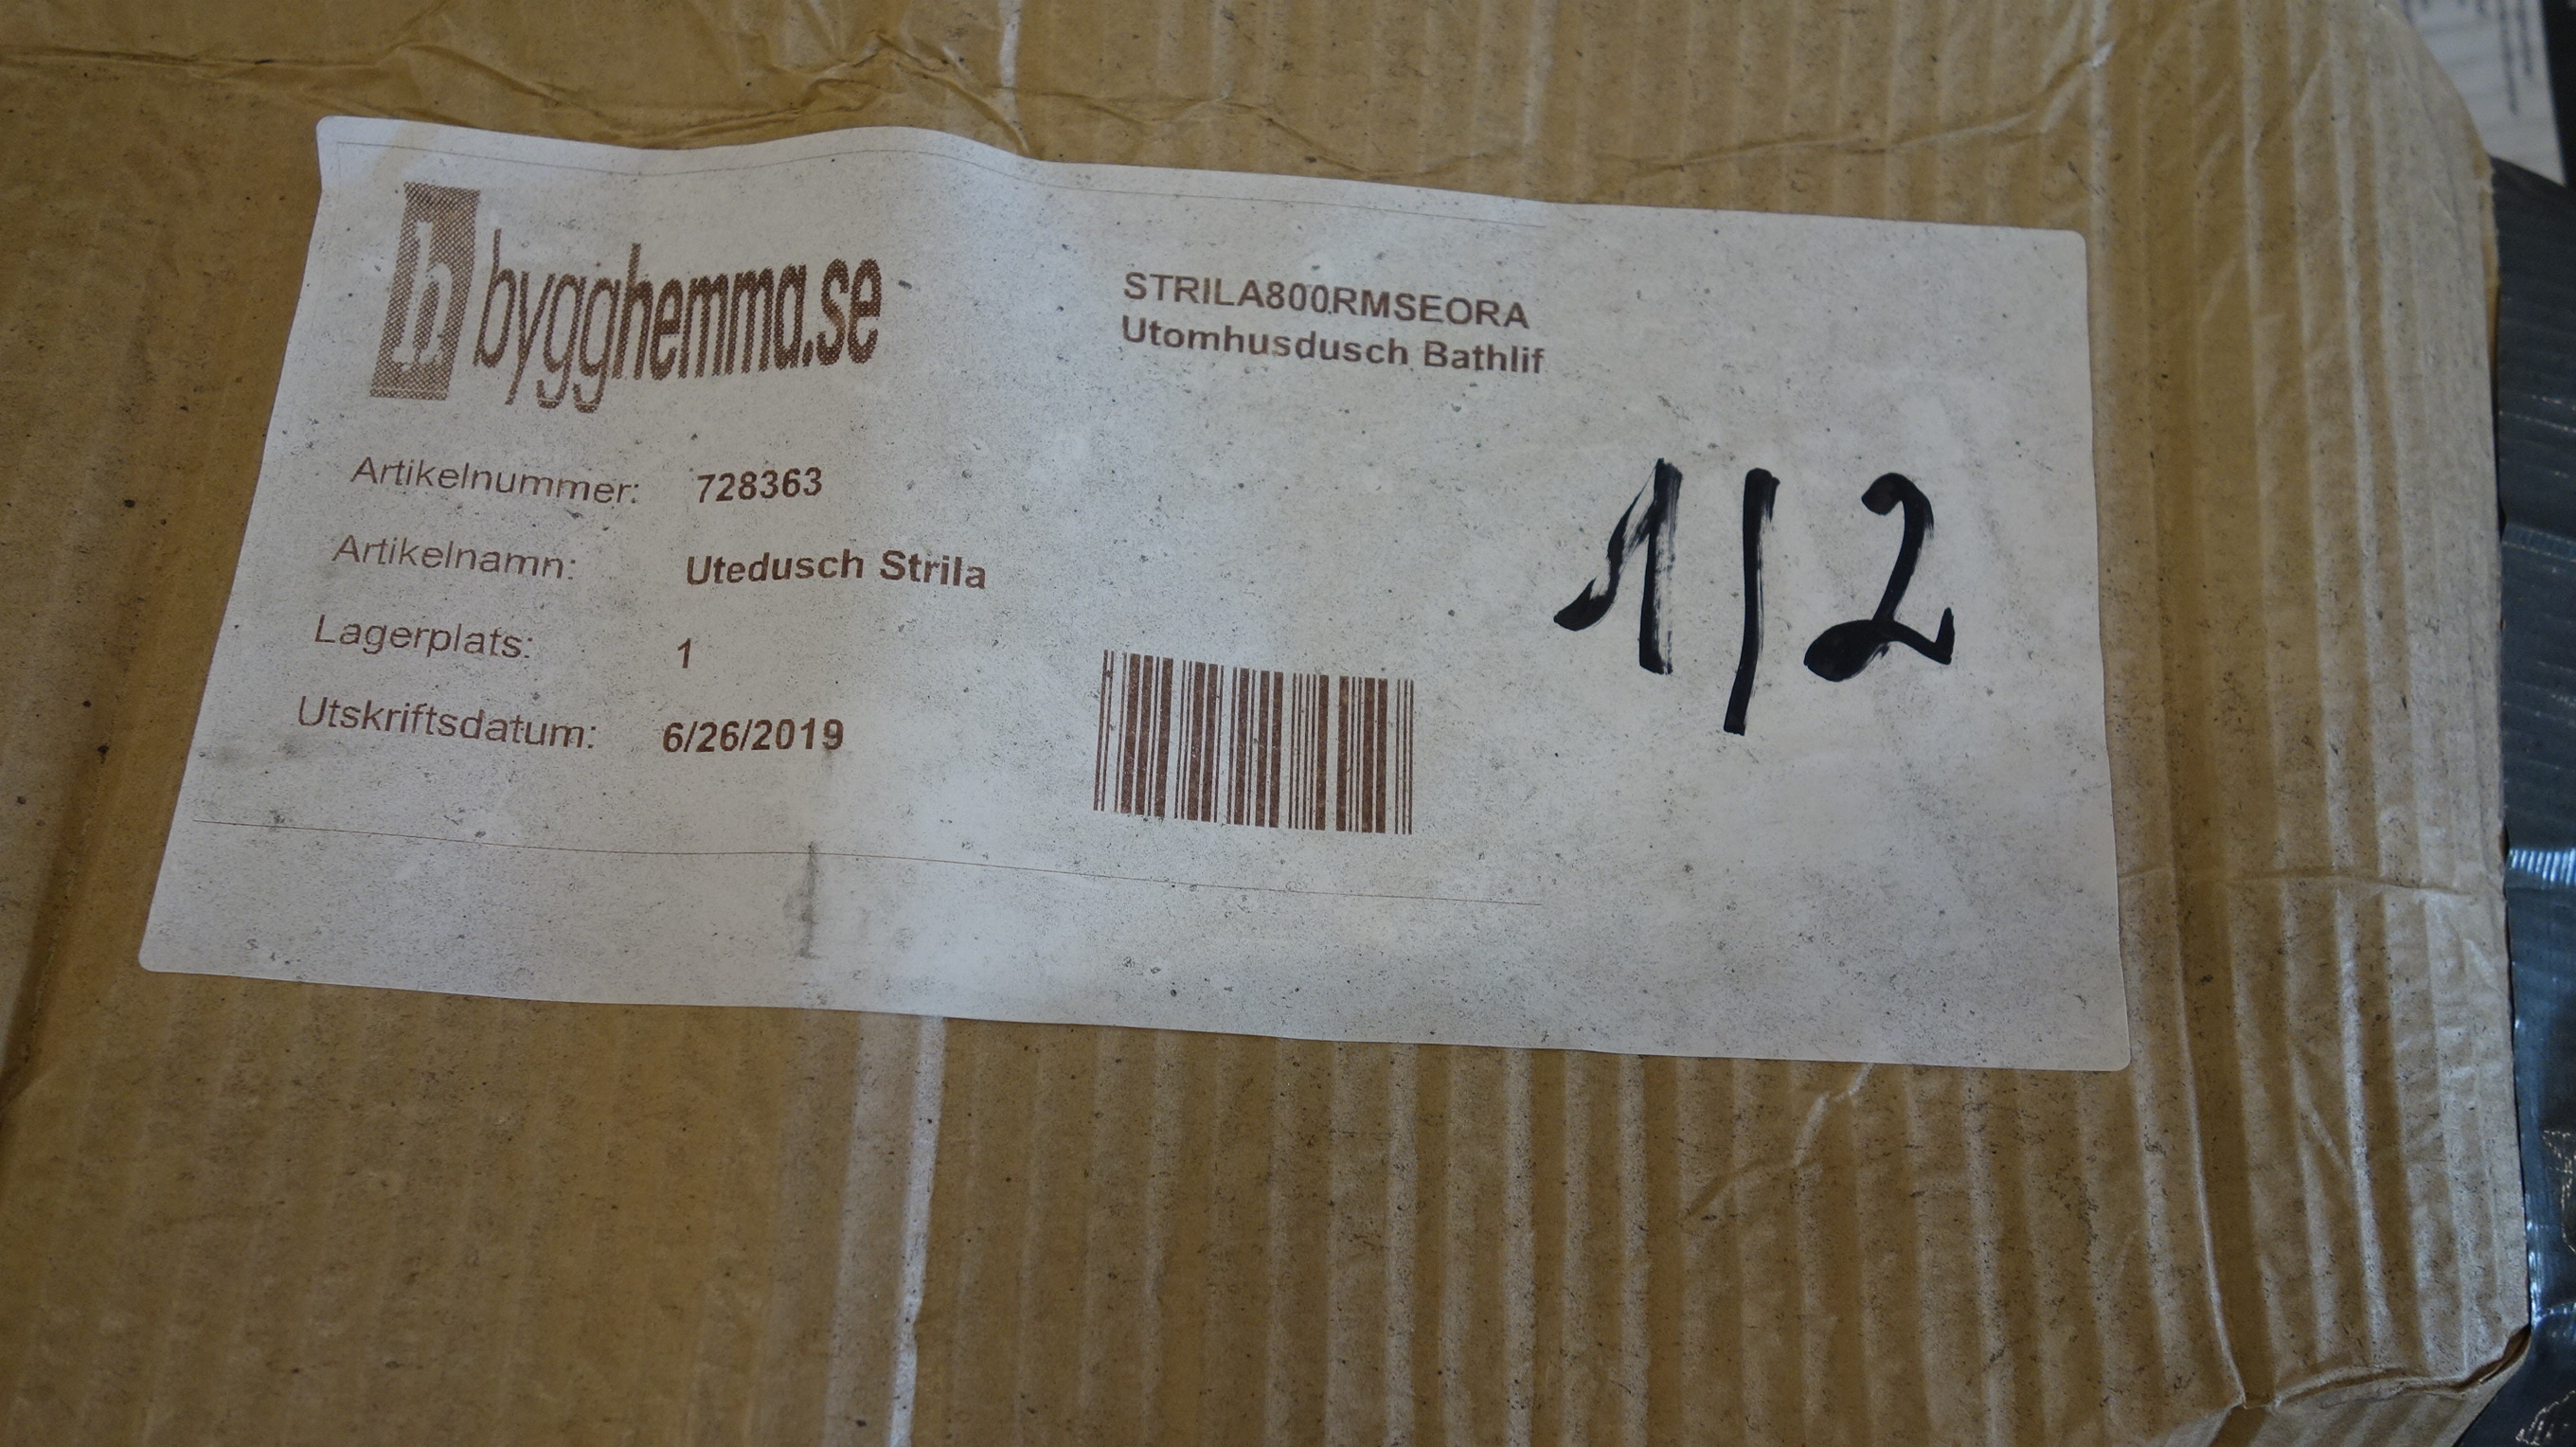 bygghemma.se
STRILA800RMSEORA
Utomhusdusch Bathlif
Artikelnummer: 728363
Artikelnamn: Utedusch Strila
Lagerplats: 1
Utskriftsdatum: 6/26/2019
1/2